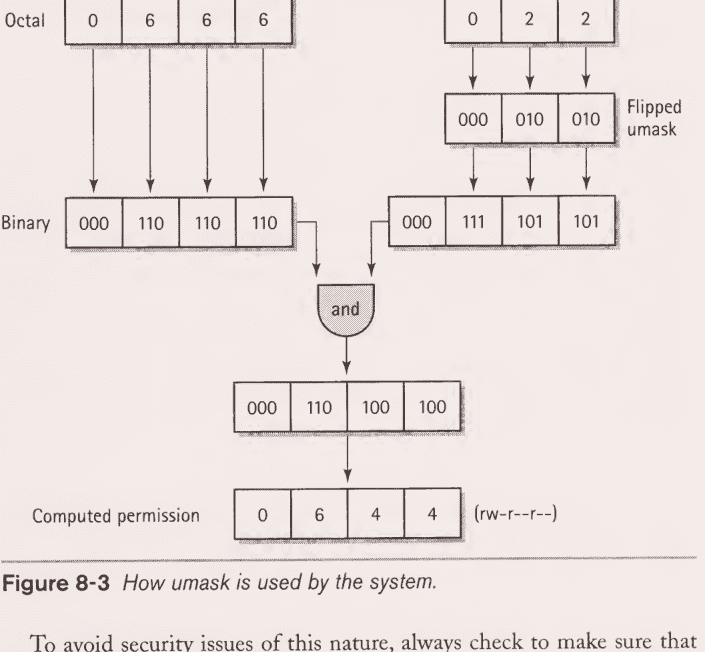 Octal 0 6 6 6 0 2 2
000 010 010 Flipped umask
Binary 000 110 110 110 000 111 101 101
and
000 110 100 100
Computed permission 0 6 4 4 (rw-r--r--)
Figure 8-3 How umask is used by the system.
To avoid security issues of this nature, always check to make sure that